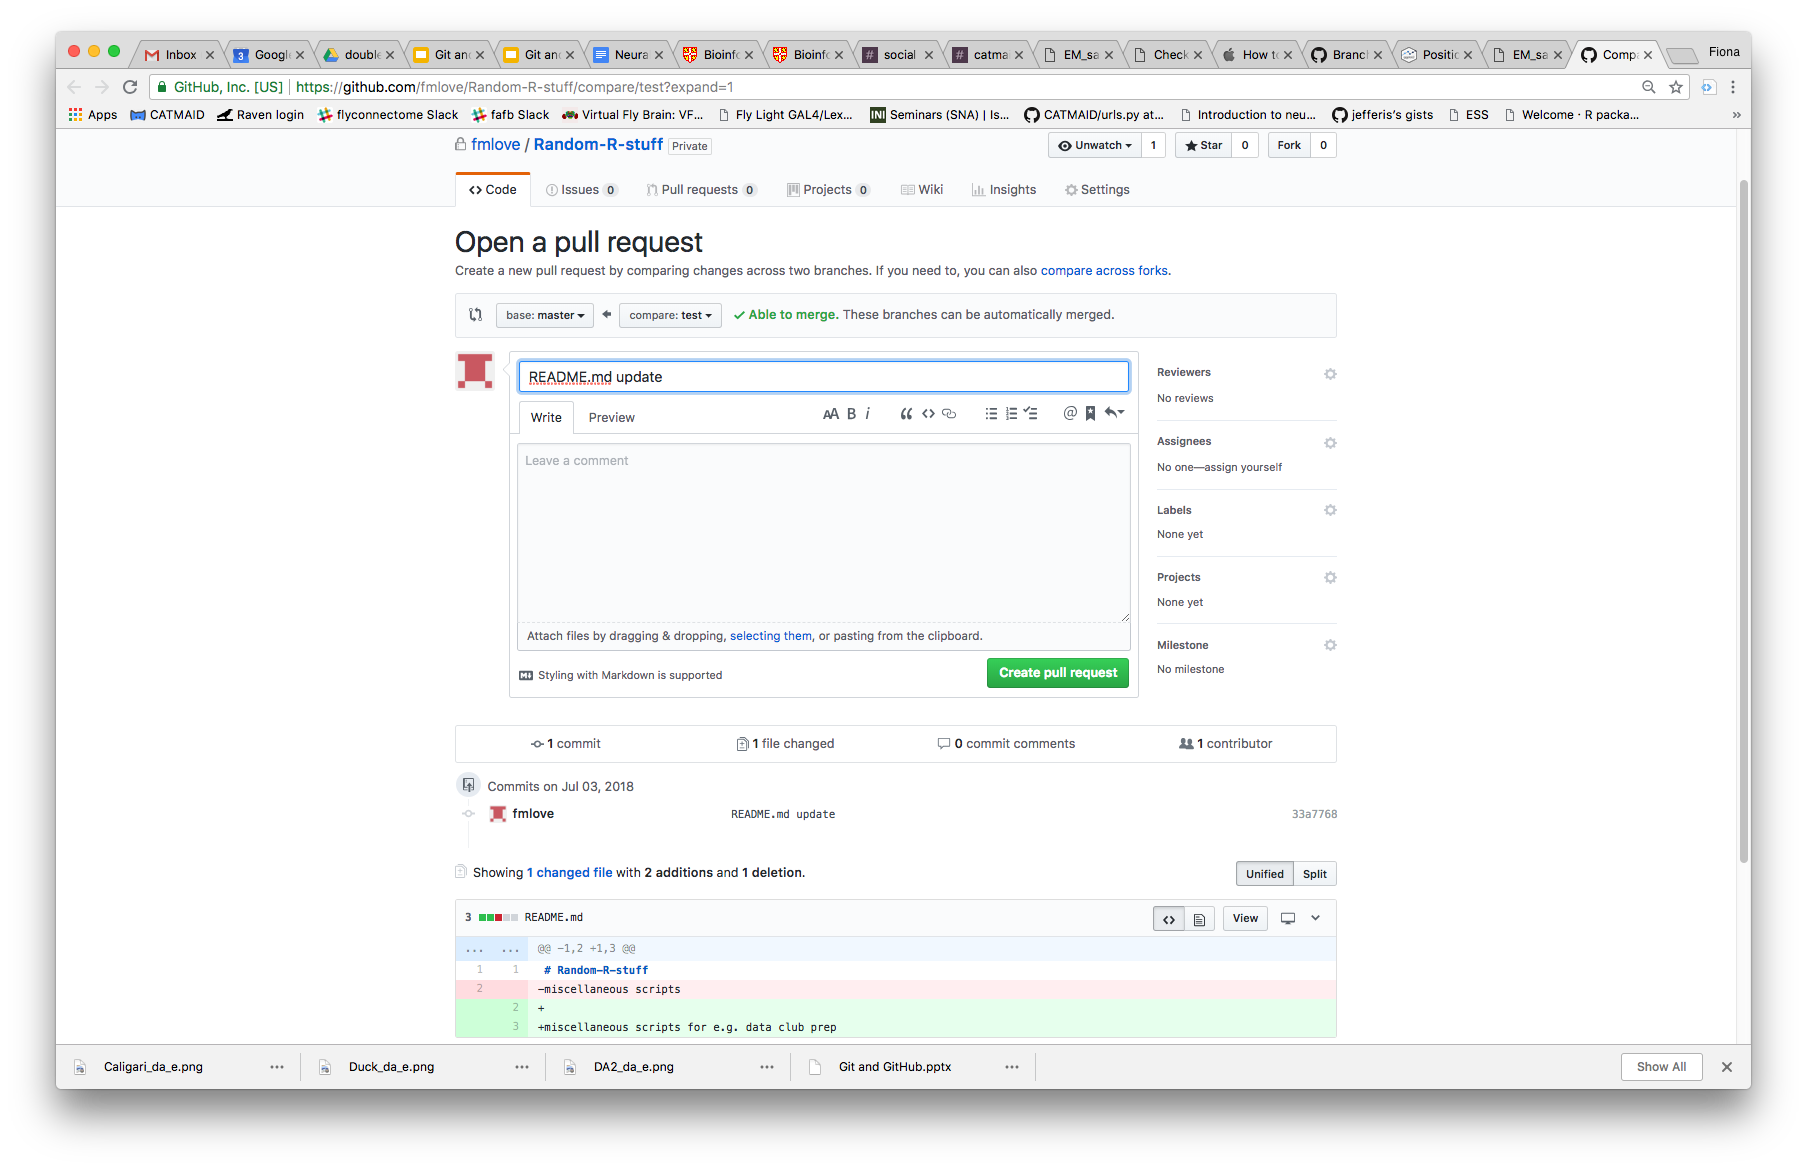 Inbox
Google
double
Git and
Git and
Neura
Bioinfo
Bioinfo
social
catma
EM_sa
Check
How to
Branch
Positio
EM_sa
Compa
Fiona
GitHub, Inc. [US] https://github.com/fmlove/Random-R-stuff/compare/test?expand=1
Apps CATMAID Raven login flyconnectome Slack fafb Slack Virtual Fly Brain: VF... Fly Light GAL4/Lex... INI Seminars (SNA) | Is... CATMAID/urls.py at... Introduction to neu... jefferis's gists ESS Welcome · R packa... »
fmlove / Random-R-stuff Private
Unwatch 1 Star 0 Fork 0
Code Issues 0 Pull requests 0 Projects 0 Wiki Insights Settings
Open a pull request
Create a new pull request by comparing changes across two branches. If you need to, you can also compare across forks.
base: master compare: test Able to merge. These branches can be automatically merged.
README.md update
Write Preview AA B i
Leave a comment
Attach files by dragging & dropping, selecting them, or pasting from the clipboard.
Styling with Markdown is supported
Create pull request
Reviewers
No reviews
Assignees
No one—assign yourself
Labels
None yet
Projects
None yet
Milestone
No milestone
1 commit 1 file changed 0 commit comments 1 contributor
Commits on Jul 03, 2018
fmlove README.md update 33a7768
Showing 1 changed file with 2 additions and 1 deletion.
Unified Split
3 README.md View
... ... @@ -1,2 +1,3 @@
1 1 # Random-R-stuff
2 -miscellaneous scripts
2 +
3 +miscellaneous scripts for e.g. data club prep
Caligari_da_e.png Duck_da_e.png DA2_da_e.png Git and GitHub.pptx Show All